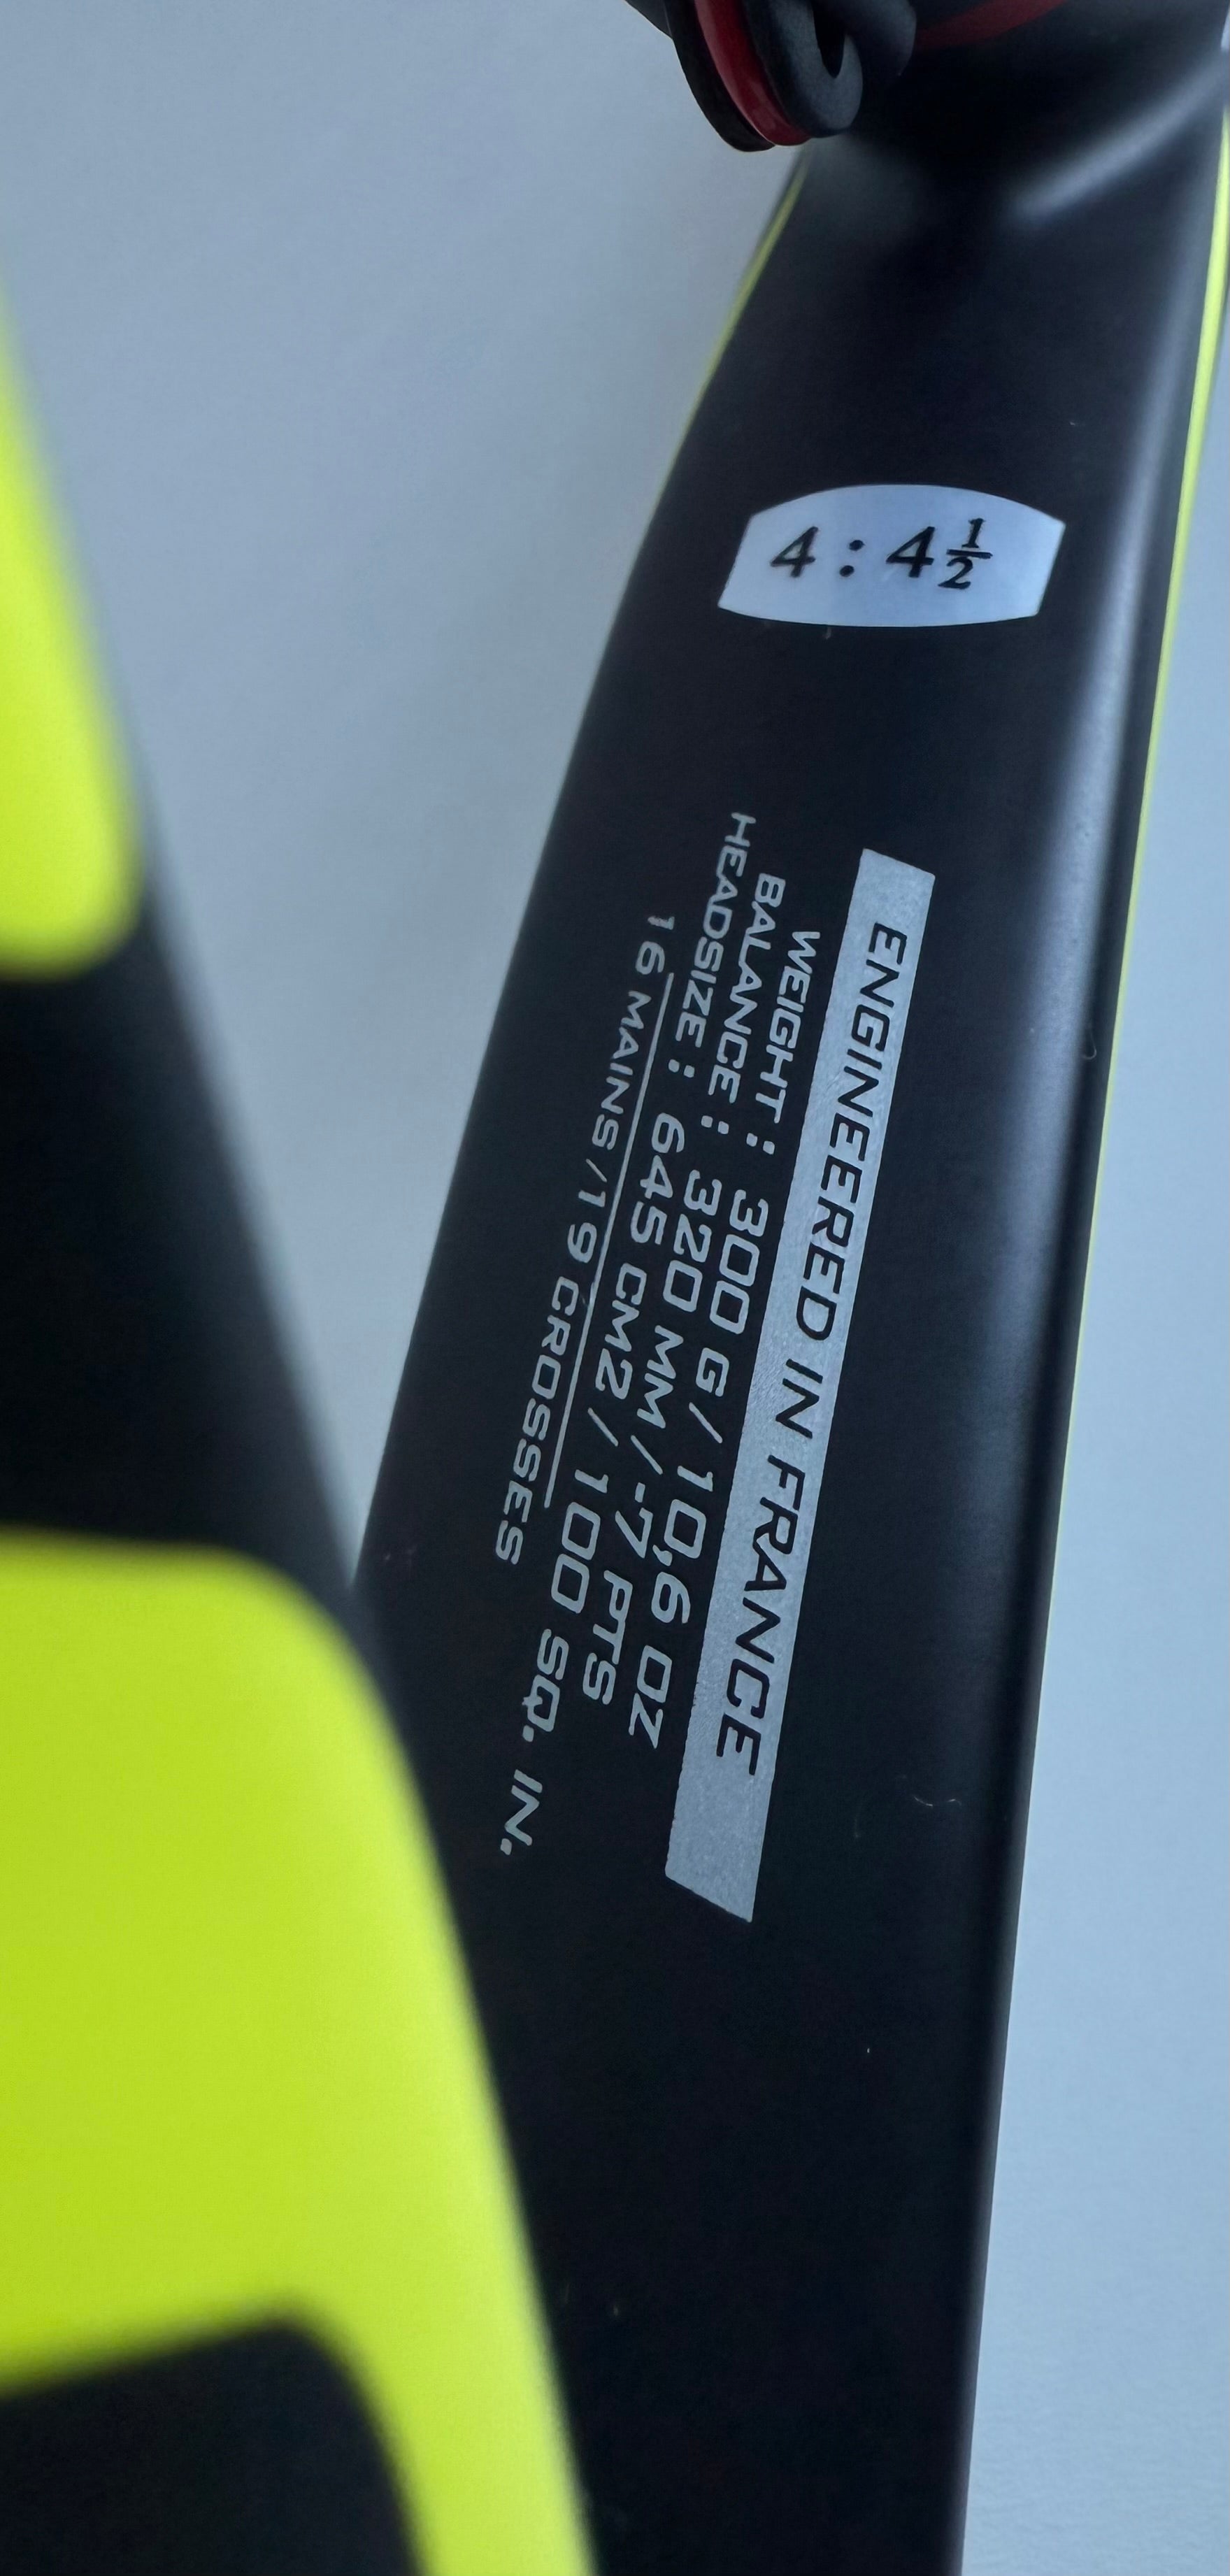 4 : 4½
ENGINEERED IN FRANCE
WEIGHT : 300 G / 10,6 OZ
BALANCE : 320 MM / -.7 PTS
HEADSIZE : 645 CM2 / 100 SQ. IN.
16 MAINS / 19 CROSSES